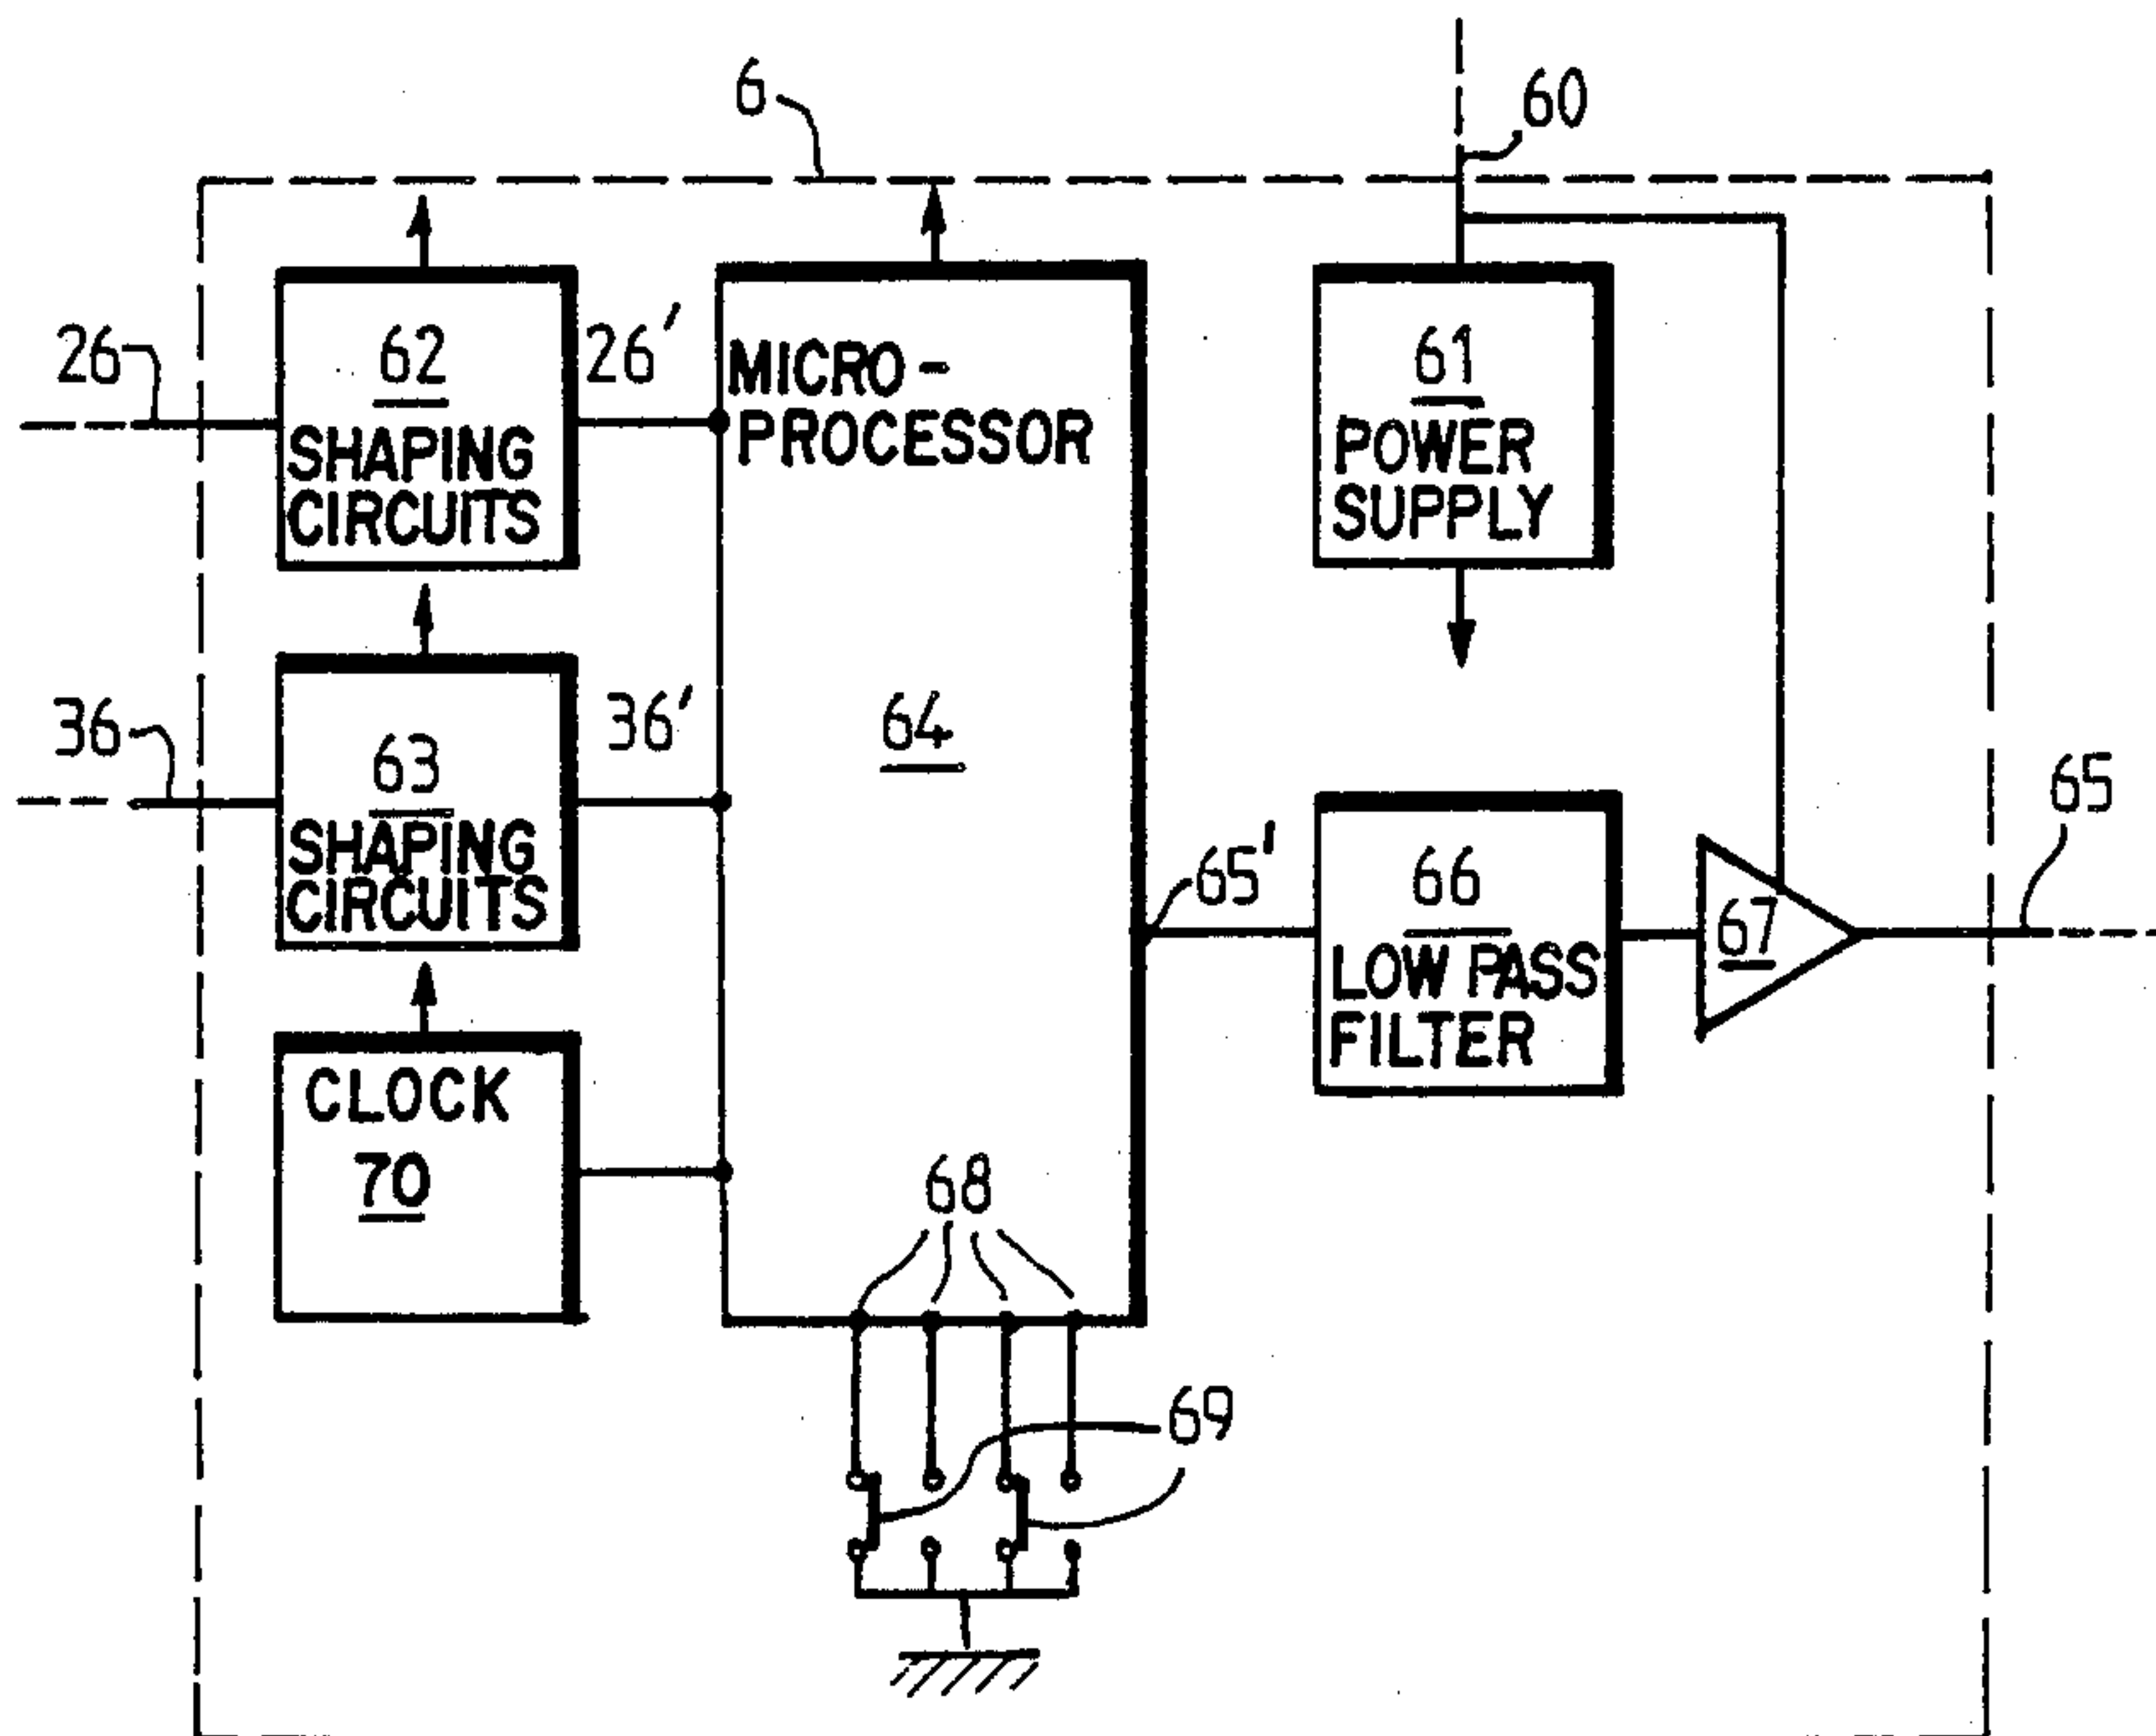 6
60
26
62
SHAPING
CIRCUITS
26'
MICRO-
PROCESSOR
61
POWER
SUPPLY
36
63
SHAPING
CIRCUITS
36'
64
65
65'
66
LOW PASS
FILTER
67
CLOCK
70
68
69